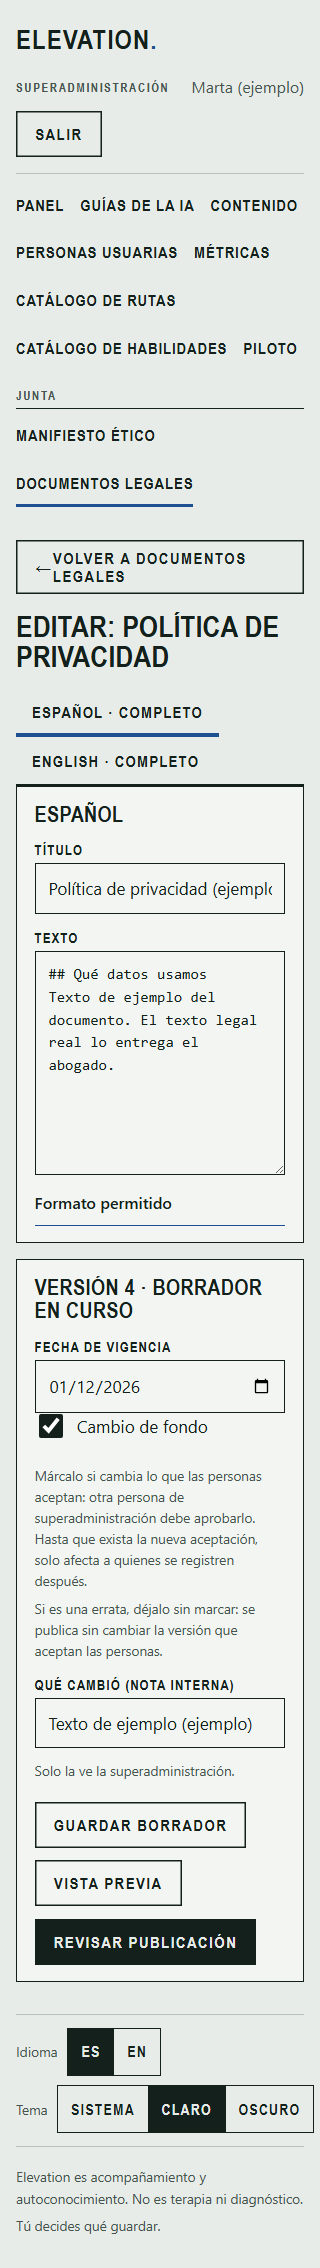 ELEVATION.
SUPERADMINISTRACIÓN Marta (ejemplo)
SALIR
PANEL GUÍAS DE LA IA CONTENIDO
PERSONAS USUARIAS MÉTRICAS
CATÁLOGO DE RUTAS
CATÁLOGO DE HABILIDADES PILOTO
JUNTA
MANIFIESTO ÉTICO
DOCUMENTOS LEGALES
←VOLVER A DOCUMENTOS
LEGALES
EDITAR: POLÍTICA DE
PRIVACIDAD
ESPAÑOL · COMPLETO
ENGLISH · COMPLETO
ESPAÑOL
TÍTULO
Política de privacidad (ejemplo
TEXTO
## Qué datos usamos
Texto de ejemplo del
documento. El texto legal
real lo entrega el
abogado.
Formato permitido
VERSIÓN 4 · BORRADOR
EN CURSO
FECHA DE VIGENCIA
01/12/2026
Cambio de fondo
Márcalo si cambia lo que las personas
aceptan: otra persona de
superadministración debe aprobarlo.
Hasta que exista la nueva aceptación,
solo afecta a quienes se registren
después.
Si es una errata, déjalo sin marcar: se
publica sin cambiar la versión que
aceptan las personas.
QUÉ CAMBIÓ (NOTA INTERNA)
Texto de ejemplo (ejemplo)
Solo la ve la superadministración.
GUARDAR BORRADOR
VISTA PREVIA
REVISAR PUBLICACIÓN
Idioma ES EN
Tema SISTEMA CLARO OSCURO
Elevation es acompañamiento y
autoconocimiento. No es terapia ni diagnóstico.
Tú decides qué guardar.